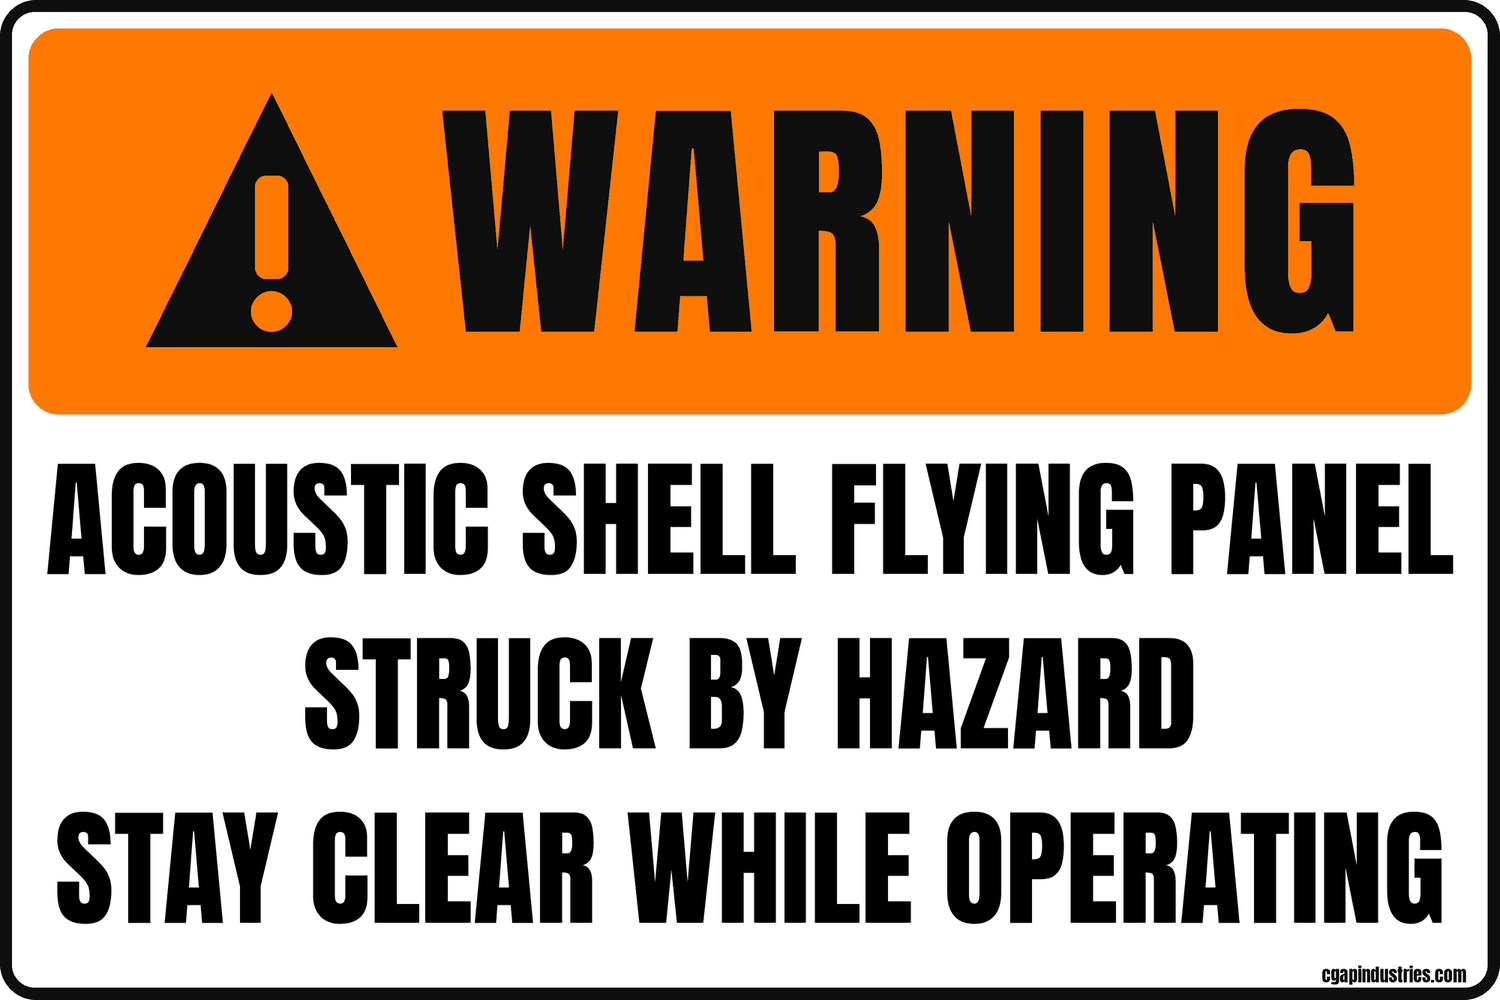 WARNING
ACOUSTIC SHELL FLYING PANEL
STRUCK BY HAZARD
STAY CLEAR WHILE OPERATING
cgapindustries.com